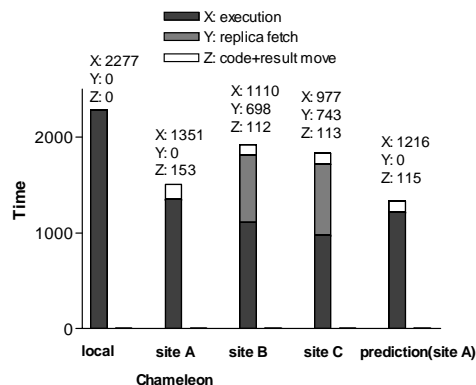 X: execution
Y: replica fetch
Z: code+result move
X: 2277
Y: 0
Z: 0
X: 1351
Y: 0
Z: 153
X: 1110
Y: 698
Z: 112
X: 977
Y: 743
Z: 113
X: 1216
Y: 0
Z: 115
Time
2000
1000
0
local
site A
site B
site C
prediction(site A)
Chameleon